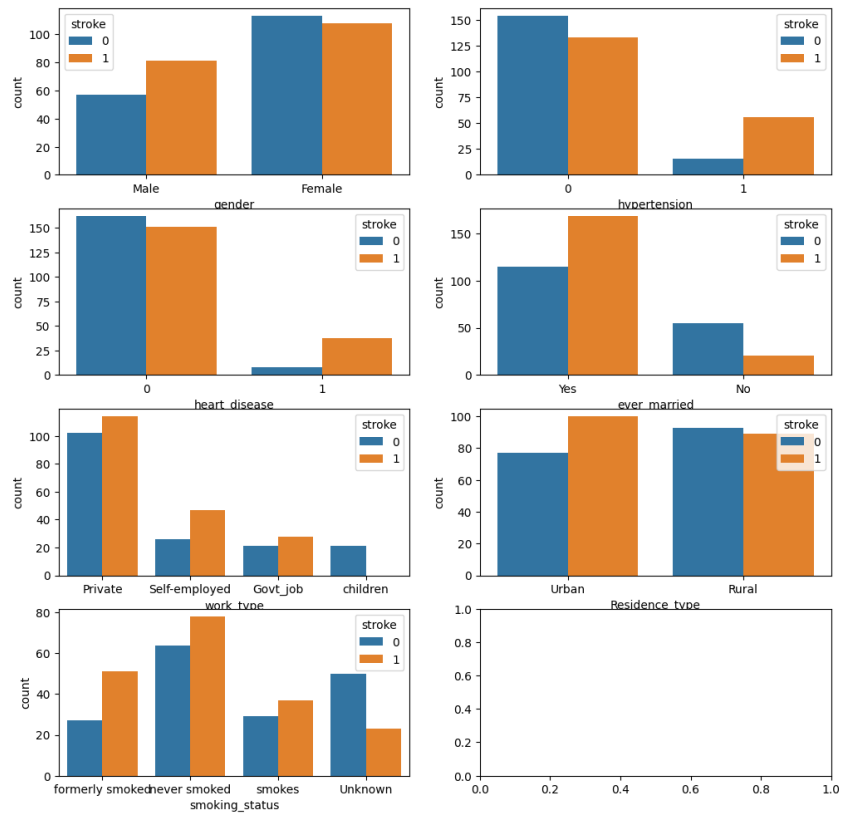 stroke
0
1
100
80
60
40
20
0
count
Male Female
gender
stroke
0
1
150
125
100
75
50
25
0
count
0 1
hypertension
stroke
0
1
150
125
100
75
50
25
0
count
0 1
heart_disease
stroke
0
1
150
100
50
0
count
Yes No
ever_married
stroke
0
1
100
80
60
40
20
0
count
Private Self-employed Govt_job children
work_type
stroke
0
1
100
80
60
40
20
0
count
Urban Rural
Residence_type
stroke
0
1
80
60
40
20
0
count
formerly smoked never smoked smokes Unknown
smoking_status
1.0
0.8
0.6
0.4
0.2
0.0
0.0 0.2 0.4 0.6 0.8 1.0